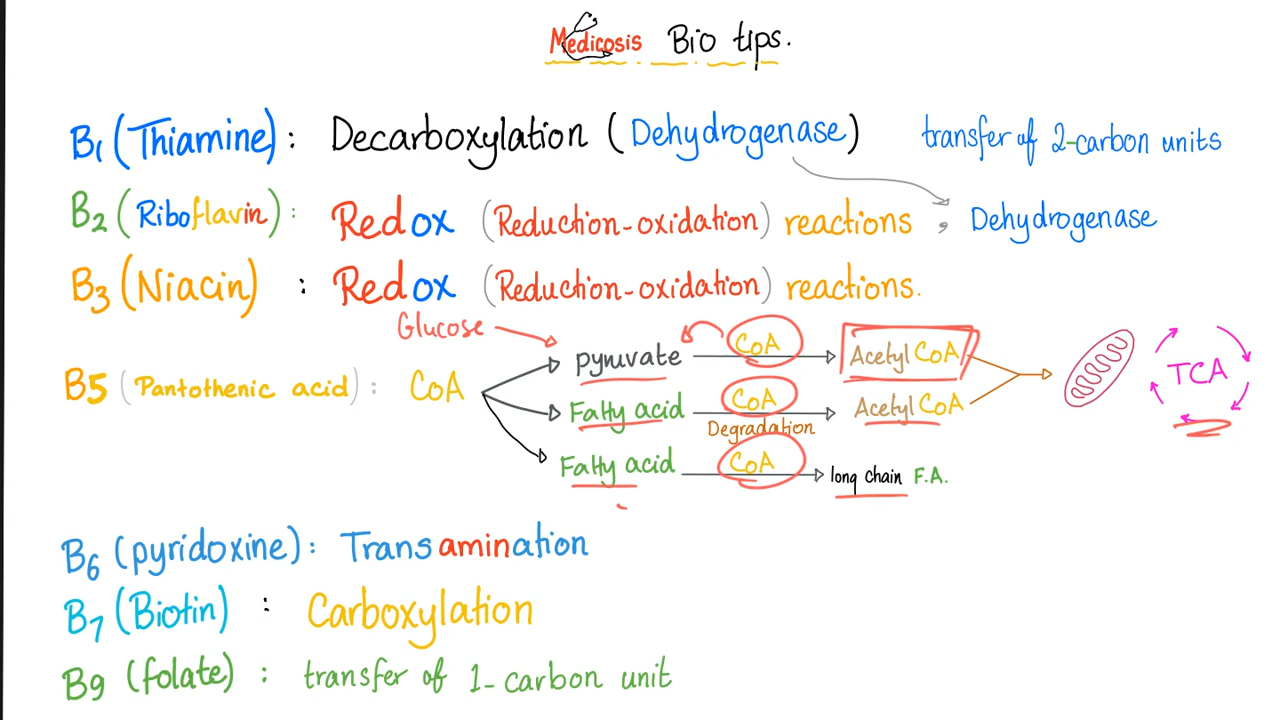 Medicosis Bio tips.
B1 (Thiamine) : Decarboxylation (Dehydrogenase) transfer of 2-carbon units
B2 (Riboflavin) : Redox (Reduction-oxidation) reactions ; Dehydrogenase
B3 (Niacin) : Redox (Reduction-oxidation) reactions.
Glucose
pyruvate CoA Acetyl CoA
B5 (Pantothenic acid) : CoA
TCA
Fatty acid CoA Acetyl CoA
Degradation
Fatty acid CoA long chain F.A.
B6 (pyridoxine) : Transamination
B7 (Biotin) : Carboxylation
B9 (folate) : transfer of 1-carbon unit